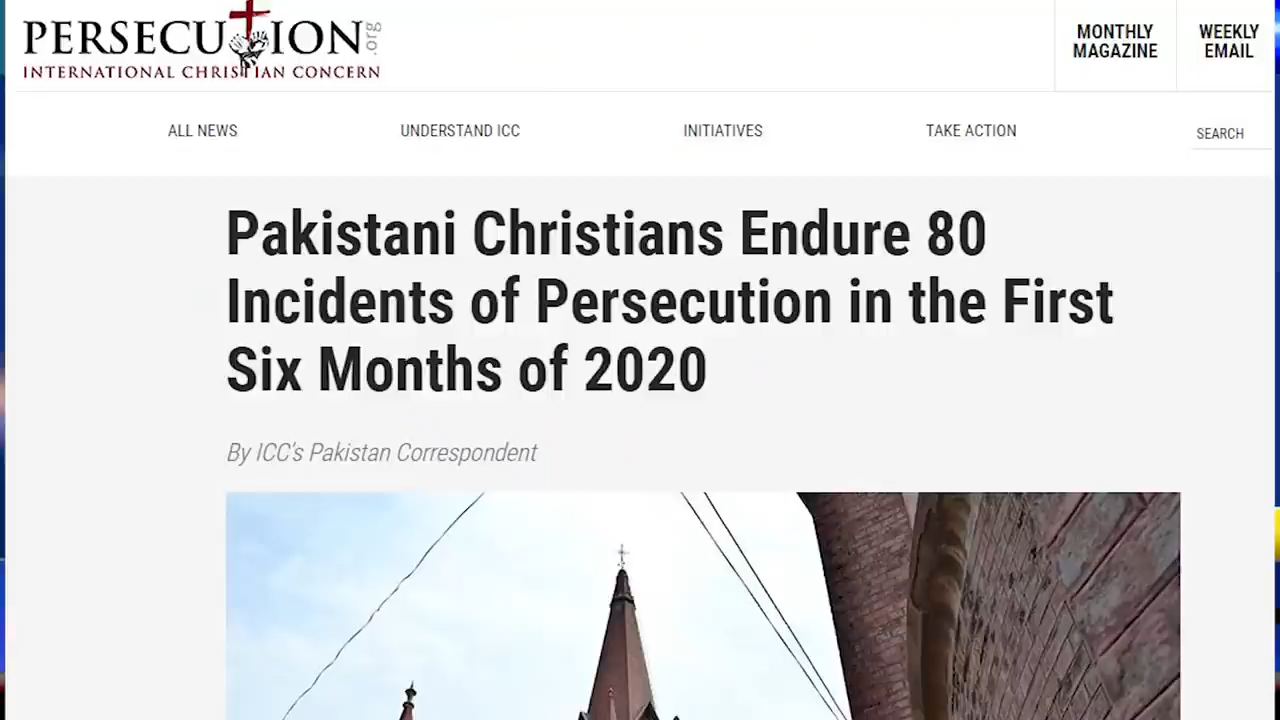 PERSECUTION
.org
INTERNATIONAL CHRISTIAN CONCERN
MONTHLY
MAGAZINE
WEEKLY
EMAIL
ALL NEWS
UNDERSTAND ICC
INITIATIVES
TAKE ACTION
SEARCH
Pakistani Christians Endure 80
Incidents of Persecution in the First
Six Months of 2020
By ICC's Pakistan Correspondent